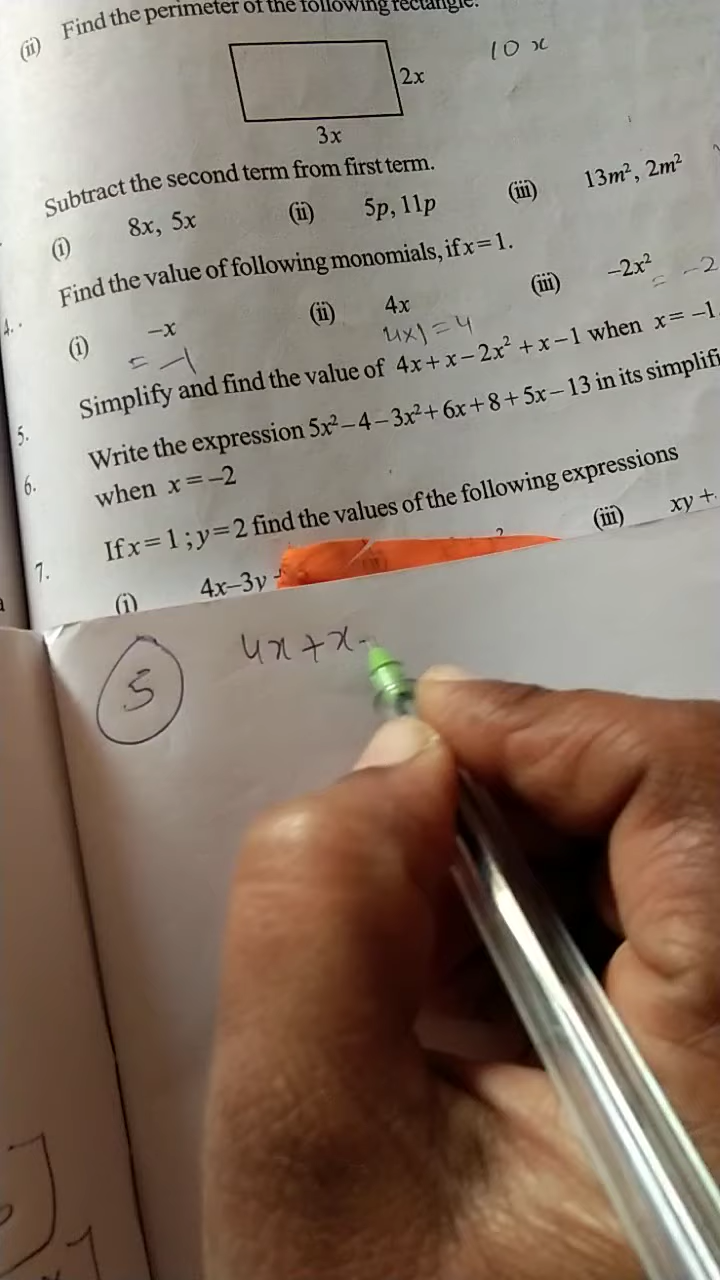 (ii) Find the perimeter of the following rectangle.
10 x
2x
3x
Subtract the second term from first term.
(i) 8x, 5x (ii) 5p, 11p (iii) 13m², 2m²
4. Find the value of following monomials, if x=1.
(i) –x (ii) 4x (iii) –2x²
= –1 4x1=4 = –2
5. Simplify and find the value of 4x+x–2x²+x–1 when x=–1
6. Write the expression 5x²–4–3x²+6x+8+5x–13 in its
when x=–2
7. If x=1; y=2 find the values of the following expressions
(i) 4x–3y (iii) xy +
5 4x+x-